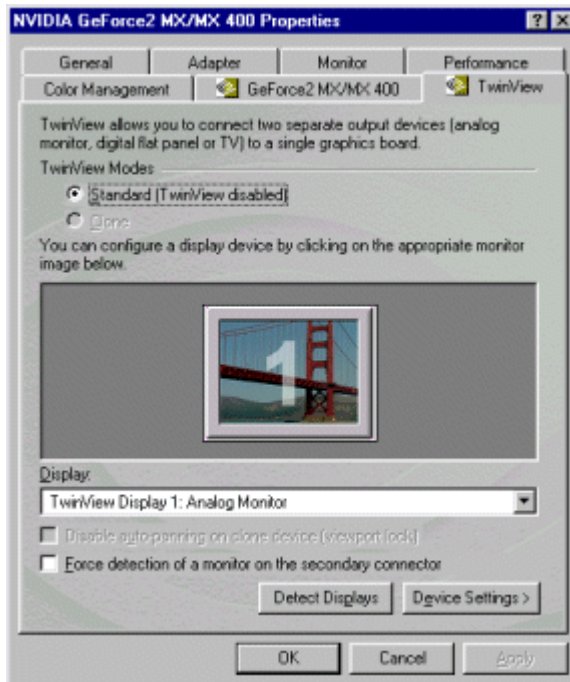 NVIDIA GeForce2 MX/MX 400 Properties
General Adapter Monitor Performance
Color Management GeForce2 MX/MX 400 TwinView
TwinView allows you to connect two separate output devices (analog
monitor, digital flat panel or TV) to a single graphics board.
TwinView Modes
Standard (TwinView disabled)
Clone
You can configure a display device by clicking on the appropriate monitor
image below.
1
Display:
TwinView Display 1: Analog Monitor
Disable auto-panning on clone device (viewport lock)
Force detection of a monitor on the secondary connector
Detect Displays Device Settings >
OK Cancel Apply